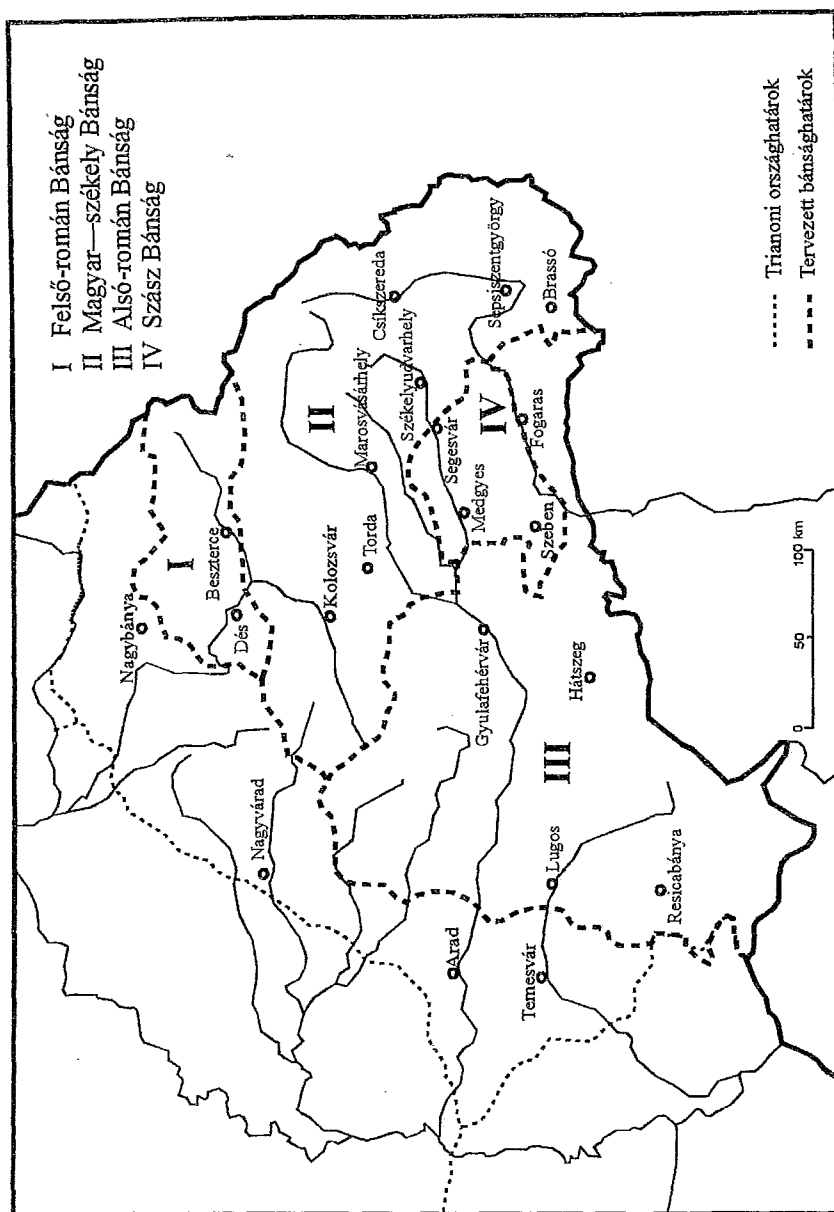 I Felső-román Bánság
II Magyar—székely Bánság
III Alsó-román Bánság
IV Szász Bánság
Nagybánya
I
Beszterce
Dés
Nagyvárad
Kolozsvár
Torda
II
Marosvásárhely
Csíkszereda
Székelyudvarhely
Segesvár
Medgyes
IV
Sepsiszentgyörgy
Brassó
Fogaras
Szeben
Arad
Gyulafehérvár
III
Hátszeg
Temesvár
Lugos
Resicabánya
0 50 100 km
Trianoni országhatárok
Tervezett bánsághatárok